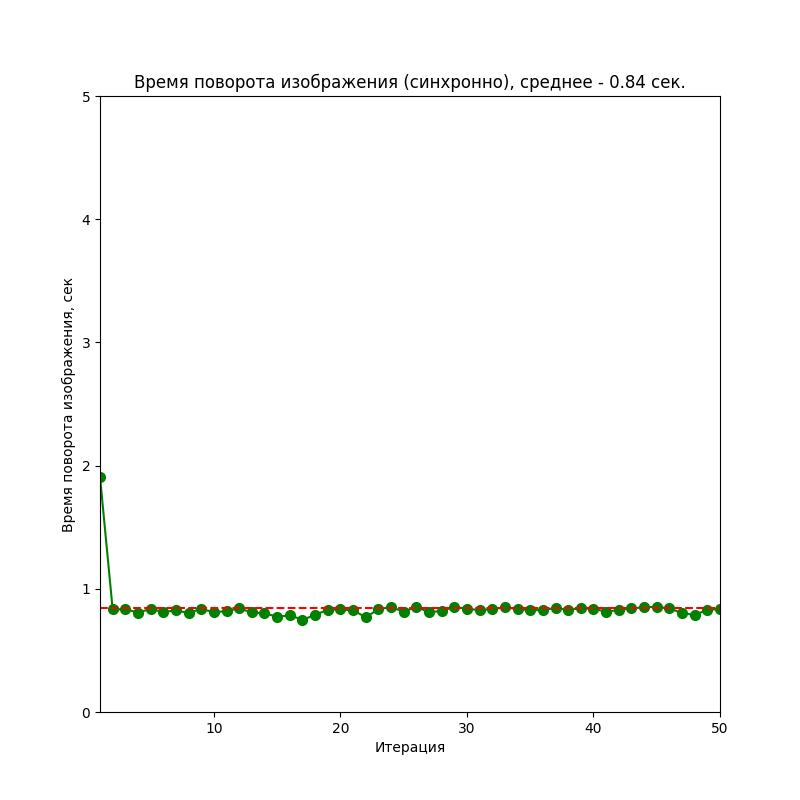 Время поворота изображения (синхронно), среднее - 0.84 сек.
5
4
3
2
1
0
Время поворота изображения, сек
10 20 30 40 50
Итерация